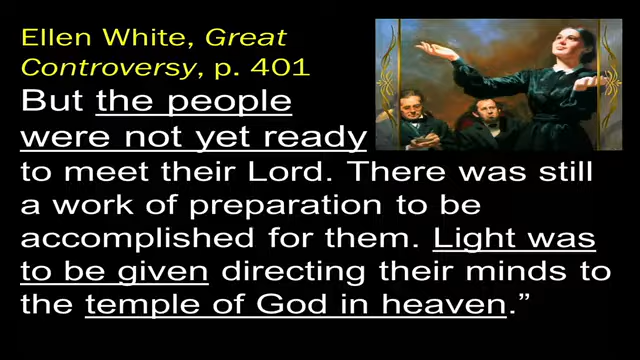 Ellen White, Great
Controversy, p. 401
But the people
were not yet ready
to meet their Lord. There was still
a work of preparation to be
accomplished for them. Light was
to be given directing their minds to
the temple of God in heaven.”